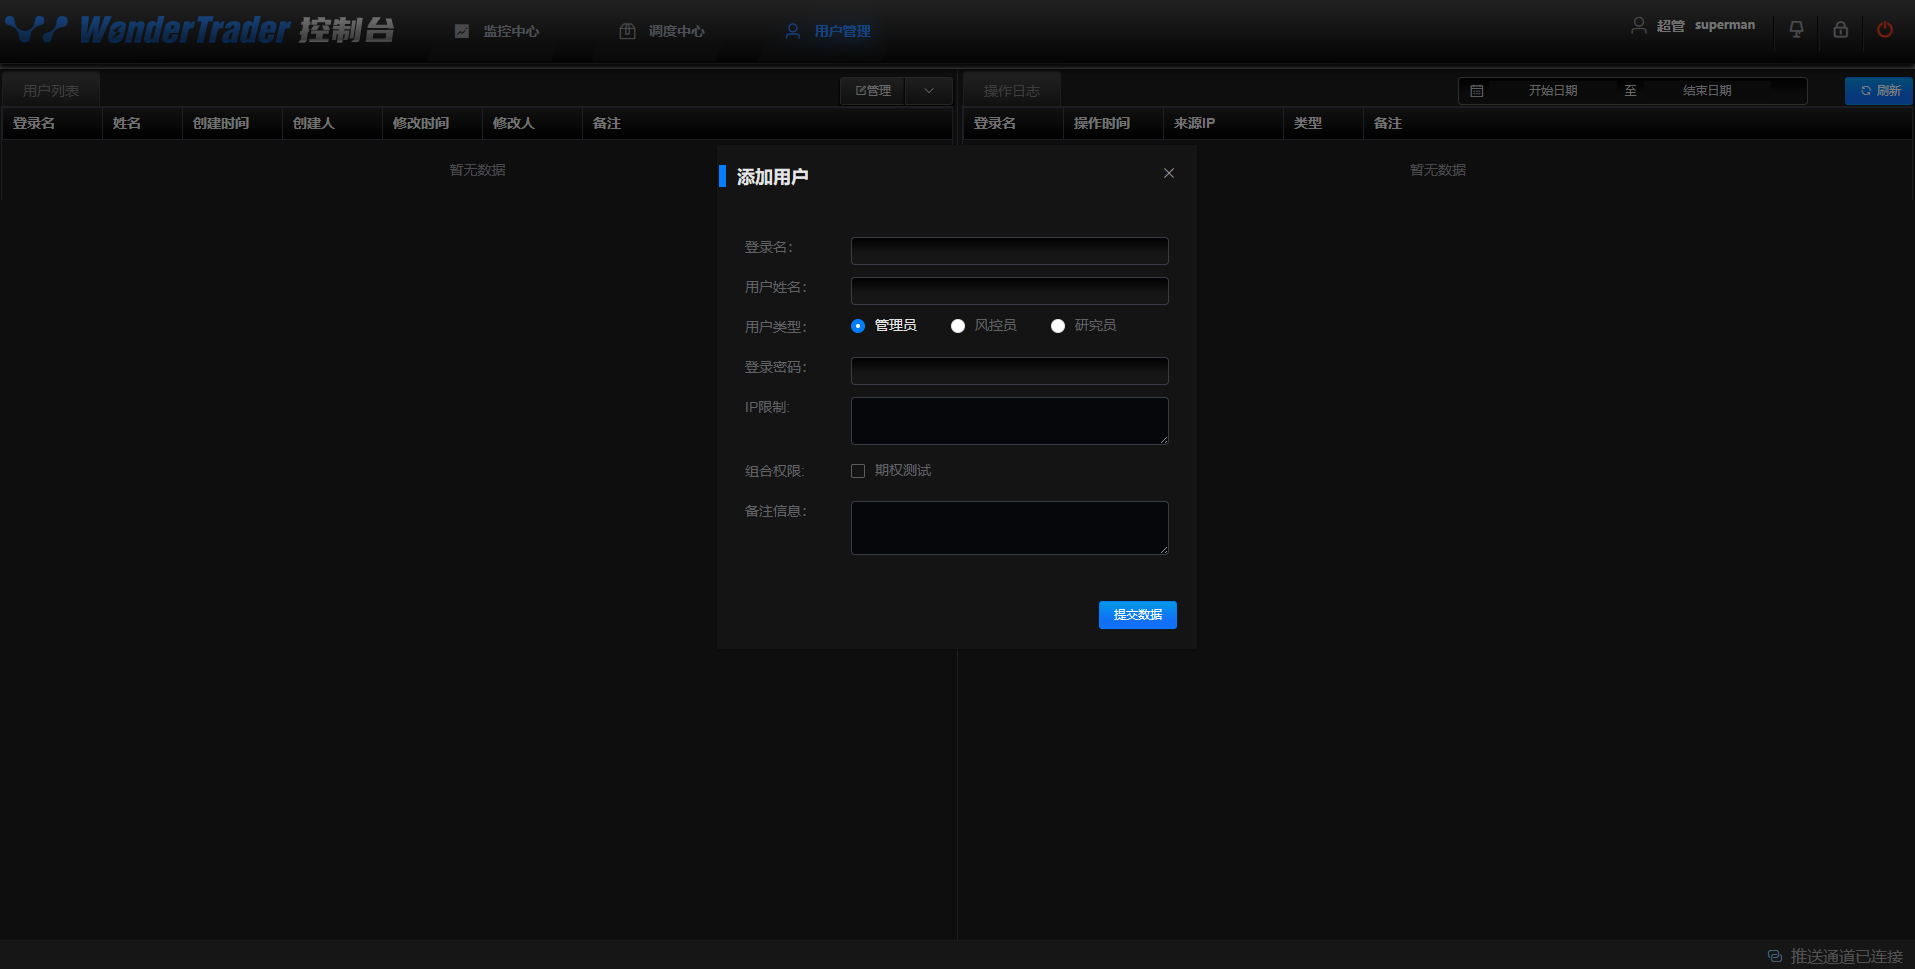 WonderTrader 控制台
监控中心
调度中心
用户管理
超管 superman
用户列表
管理
操作日志
开始日期 至 结束日期
刷新
登录名 姓名 创建时间 创建人 修改时间 修改人 备注
登录名 操作时间 来源IP 类型 备注
暂无数据
暂无数据
添加用户
登录名：
用户姓名：
用户类型： 管理员 风控员 研究员
登录密码：
IP限制:
组合权限: 期权测试
备注信息：
提交数据
推送通道已连接